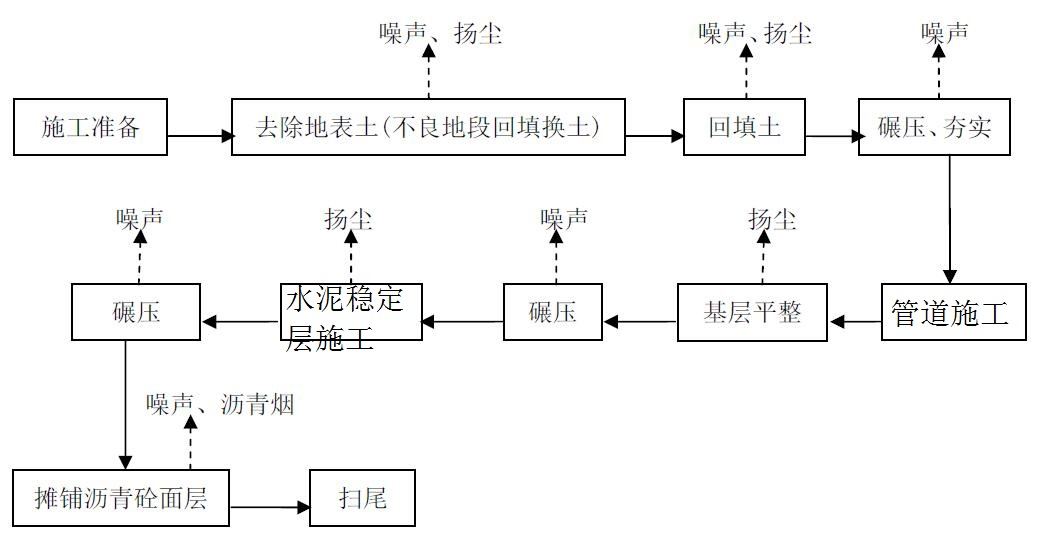 噪声、扬尘
噪声、扬尘
噪声
施工准备
去除地表土(不良地段回填换土)
回填土
碾压、夯实
噪声
扬尘
噪声
扬尘
碾压
水泥稳定
层施工
碾压
基层平整
管道施工
噪声、沥青烟
摊铺沥青砼面层
扫尾